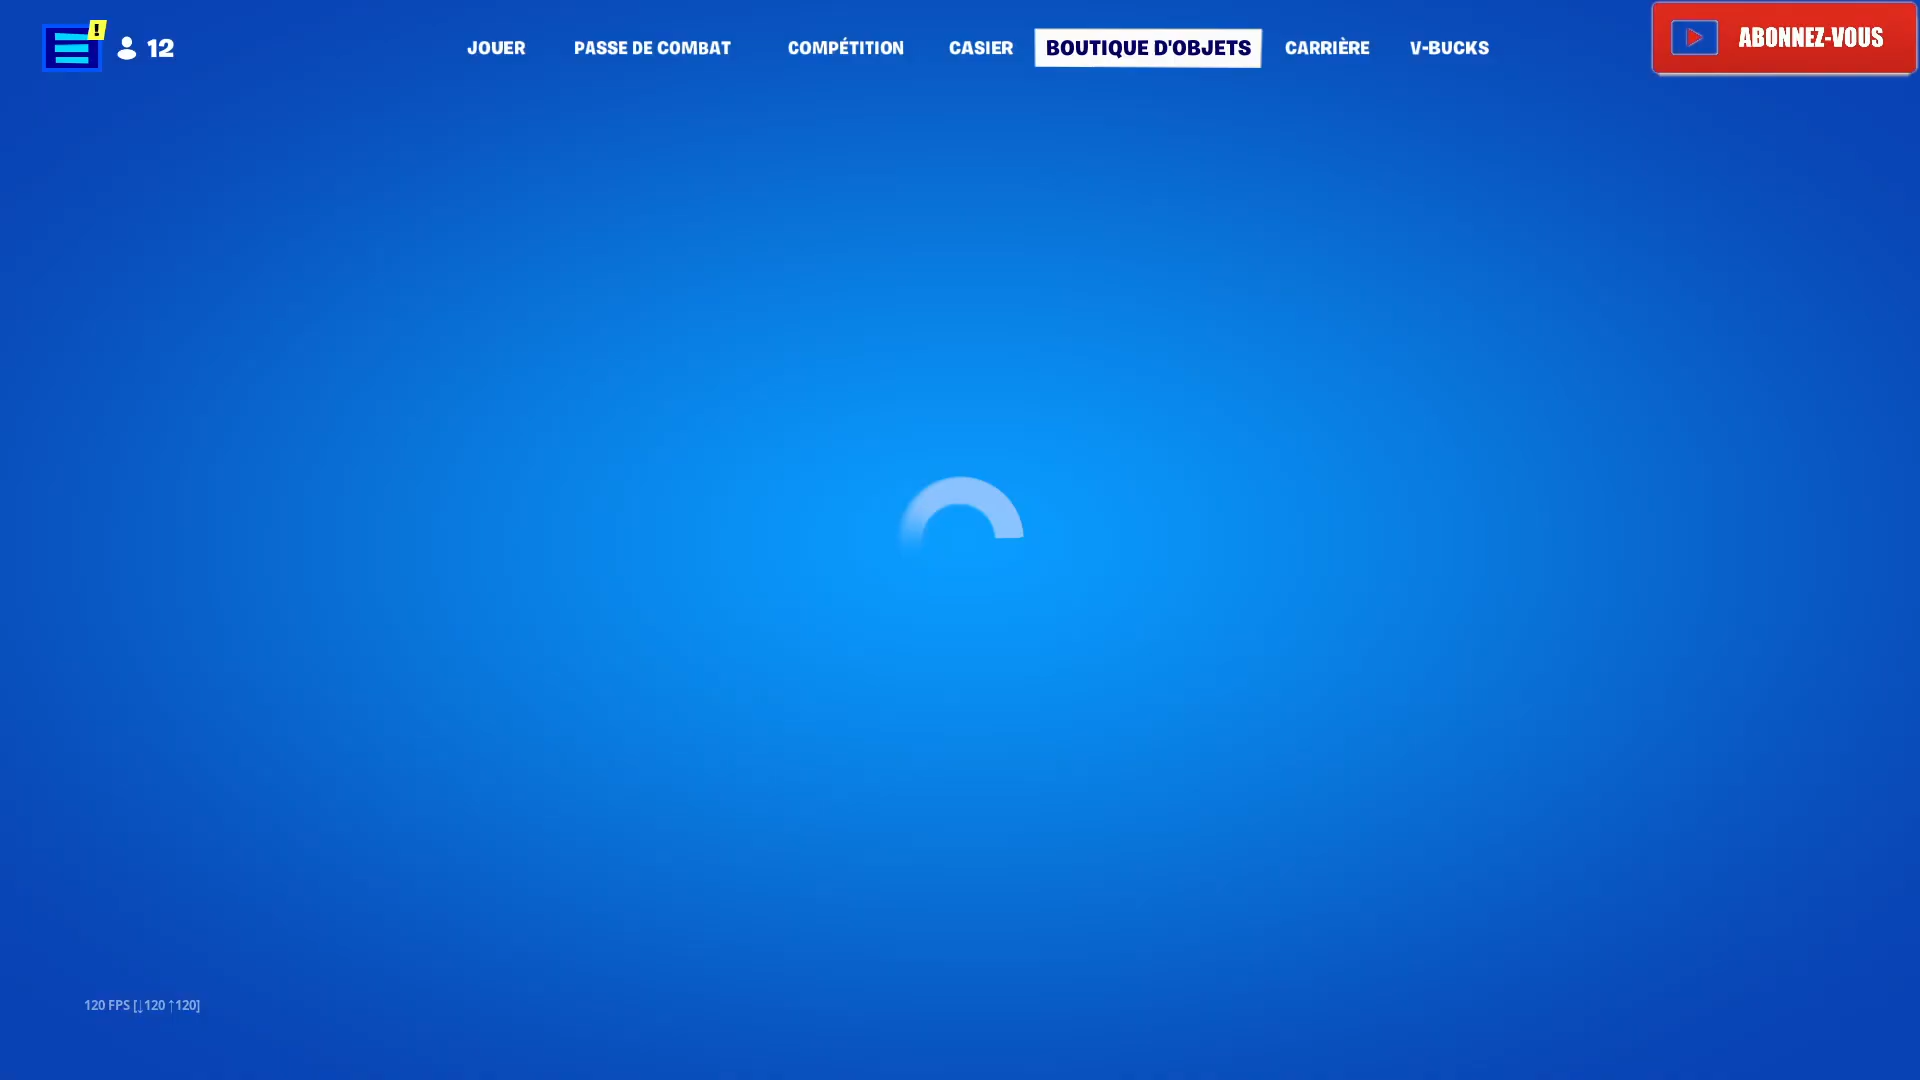 !
12
JOUER
PASSE DE COMBAT
COMPÉTITION
CASIER
BOUTIQUE D'OBJETS
CARRIÈRE
V-BUCKS
ABONNEZ-VOUS
120 FPS [↓120 ↑120]